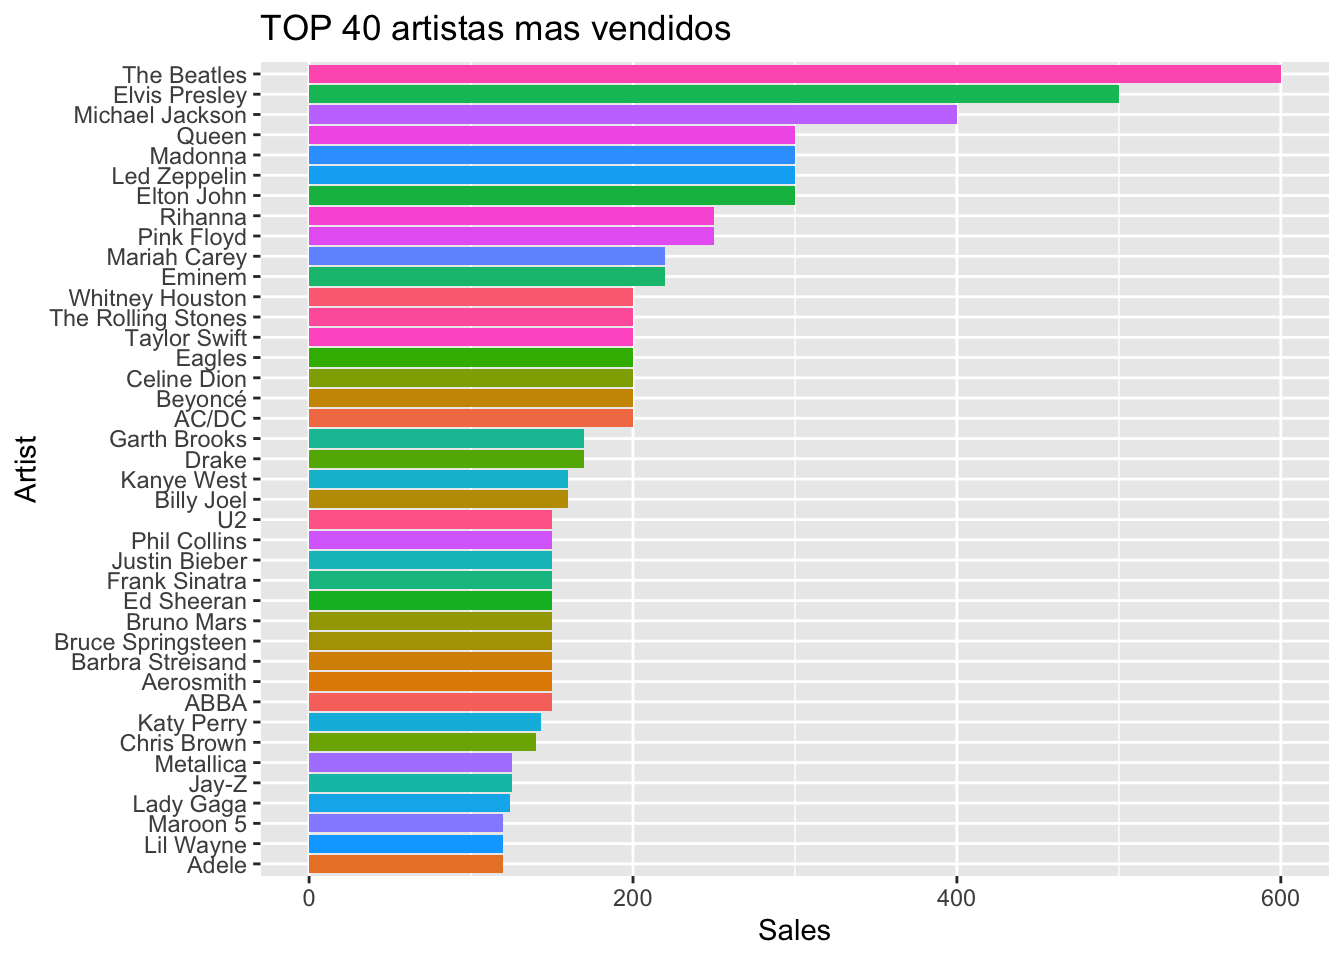 TOP 40 artistas mas vendidos
The Beatles
Elvis Presley
Michael Jackson
Queen
Madonna
Led Zeppelin
Elton John
Rihanna
Pink Floyd
Mariah Carey
Eminem
Whitney Houston
The Rolling Stones
Taylor Swift
Eagles
Celine Dion
Beyoncé
AC/DC
Garth Brooks
Drake
Kanye West
Billy Joel
U2
Phil Collins
Justin Bieber
Frank Sinatra
Ed Sheeran
Bruno Mars
Bruce Springsteen
Barbra Streisand
Aerosmith
ABBA
Katy Perry
Chris Brown
Metallica
Jay-Z
Lady Gaga
Maroon 5
Lil Wayne
Adele
Artist
0 200 400 600
Sales